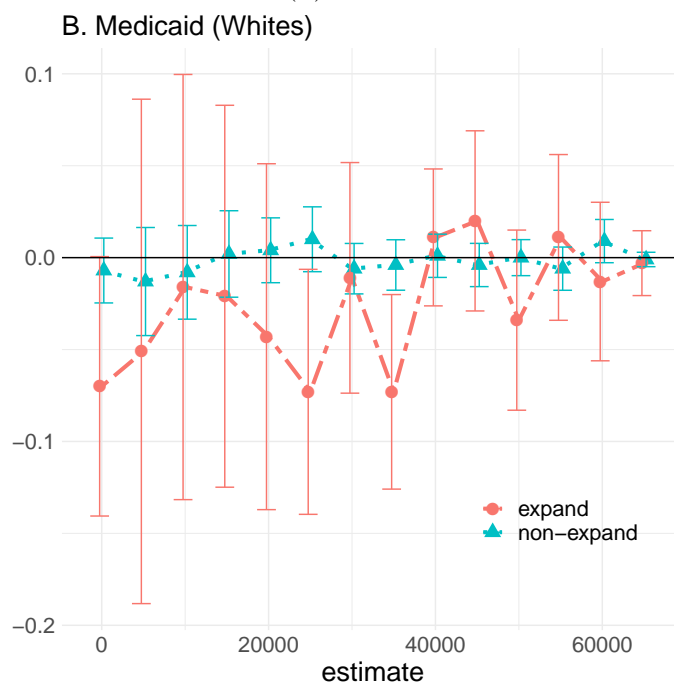 B. Medicaid (Whites)
0.1
0.0
−0.1
−0.2
expand
non−expand
0 20000 40000 60000
estimate